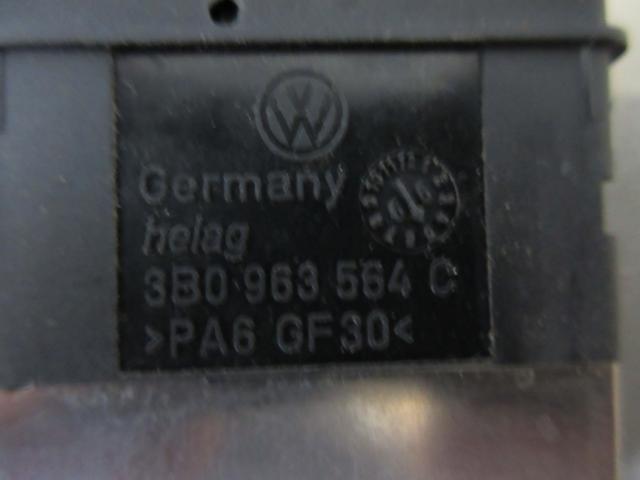 Germany
helag
3B0 963 564 C
>PA6 GF30<